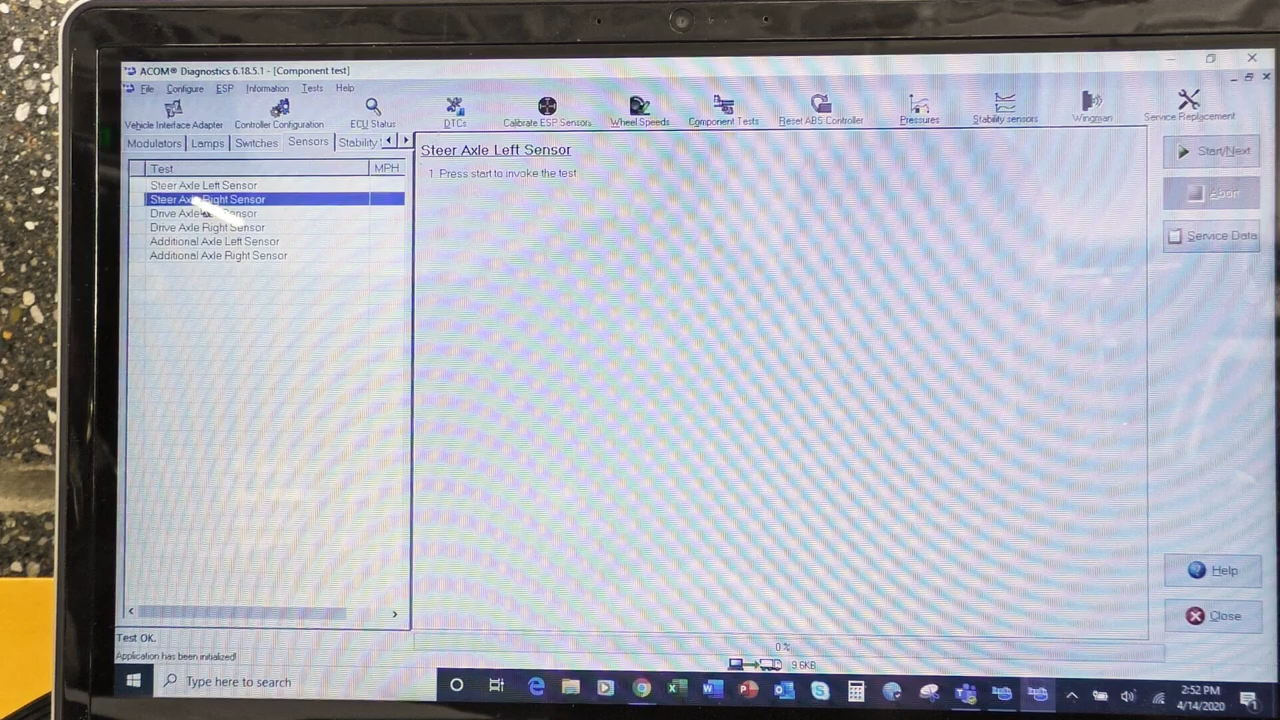 ACOM® Diagnostics 6.18.5.1 - [Component test]
File Configure ESP Information Tests Help
Vehicle Interface Adapter Controller Configuration ECU Status DTCs Calibrate ESP Sensors Wheel Speeds Component Tests Reset ABS Controller Pressures Stability sensors Wingman Service Replacement
Modulators Lamps Switches Sensors Stability
Test MPH
Steer Axle Left Sensor
Steer Axle Right Sensor
Drive Axle Sensor
Drive Axle Right Sensor
Additional Axle Left Sensor
Additional Axle Right Sensor
Steer Axle Left Sensor
1 Press start to invoke the test
Start/Next
Abort
Service Data
Help
Close
Test OK.
0 %
Application has been initialized!
9.6KB
Type here to search
2:52 PM
4/14/2020
1